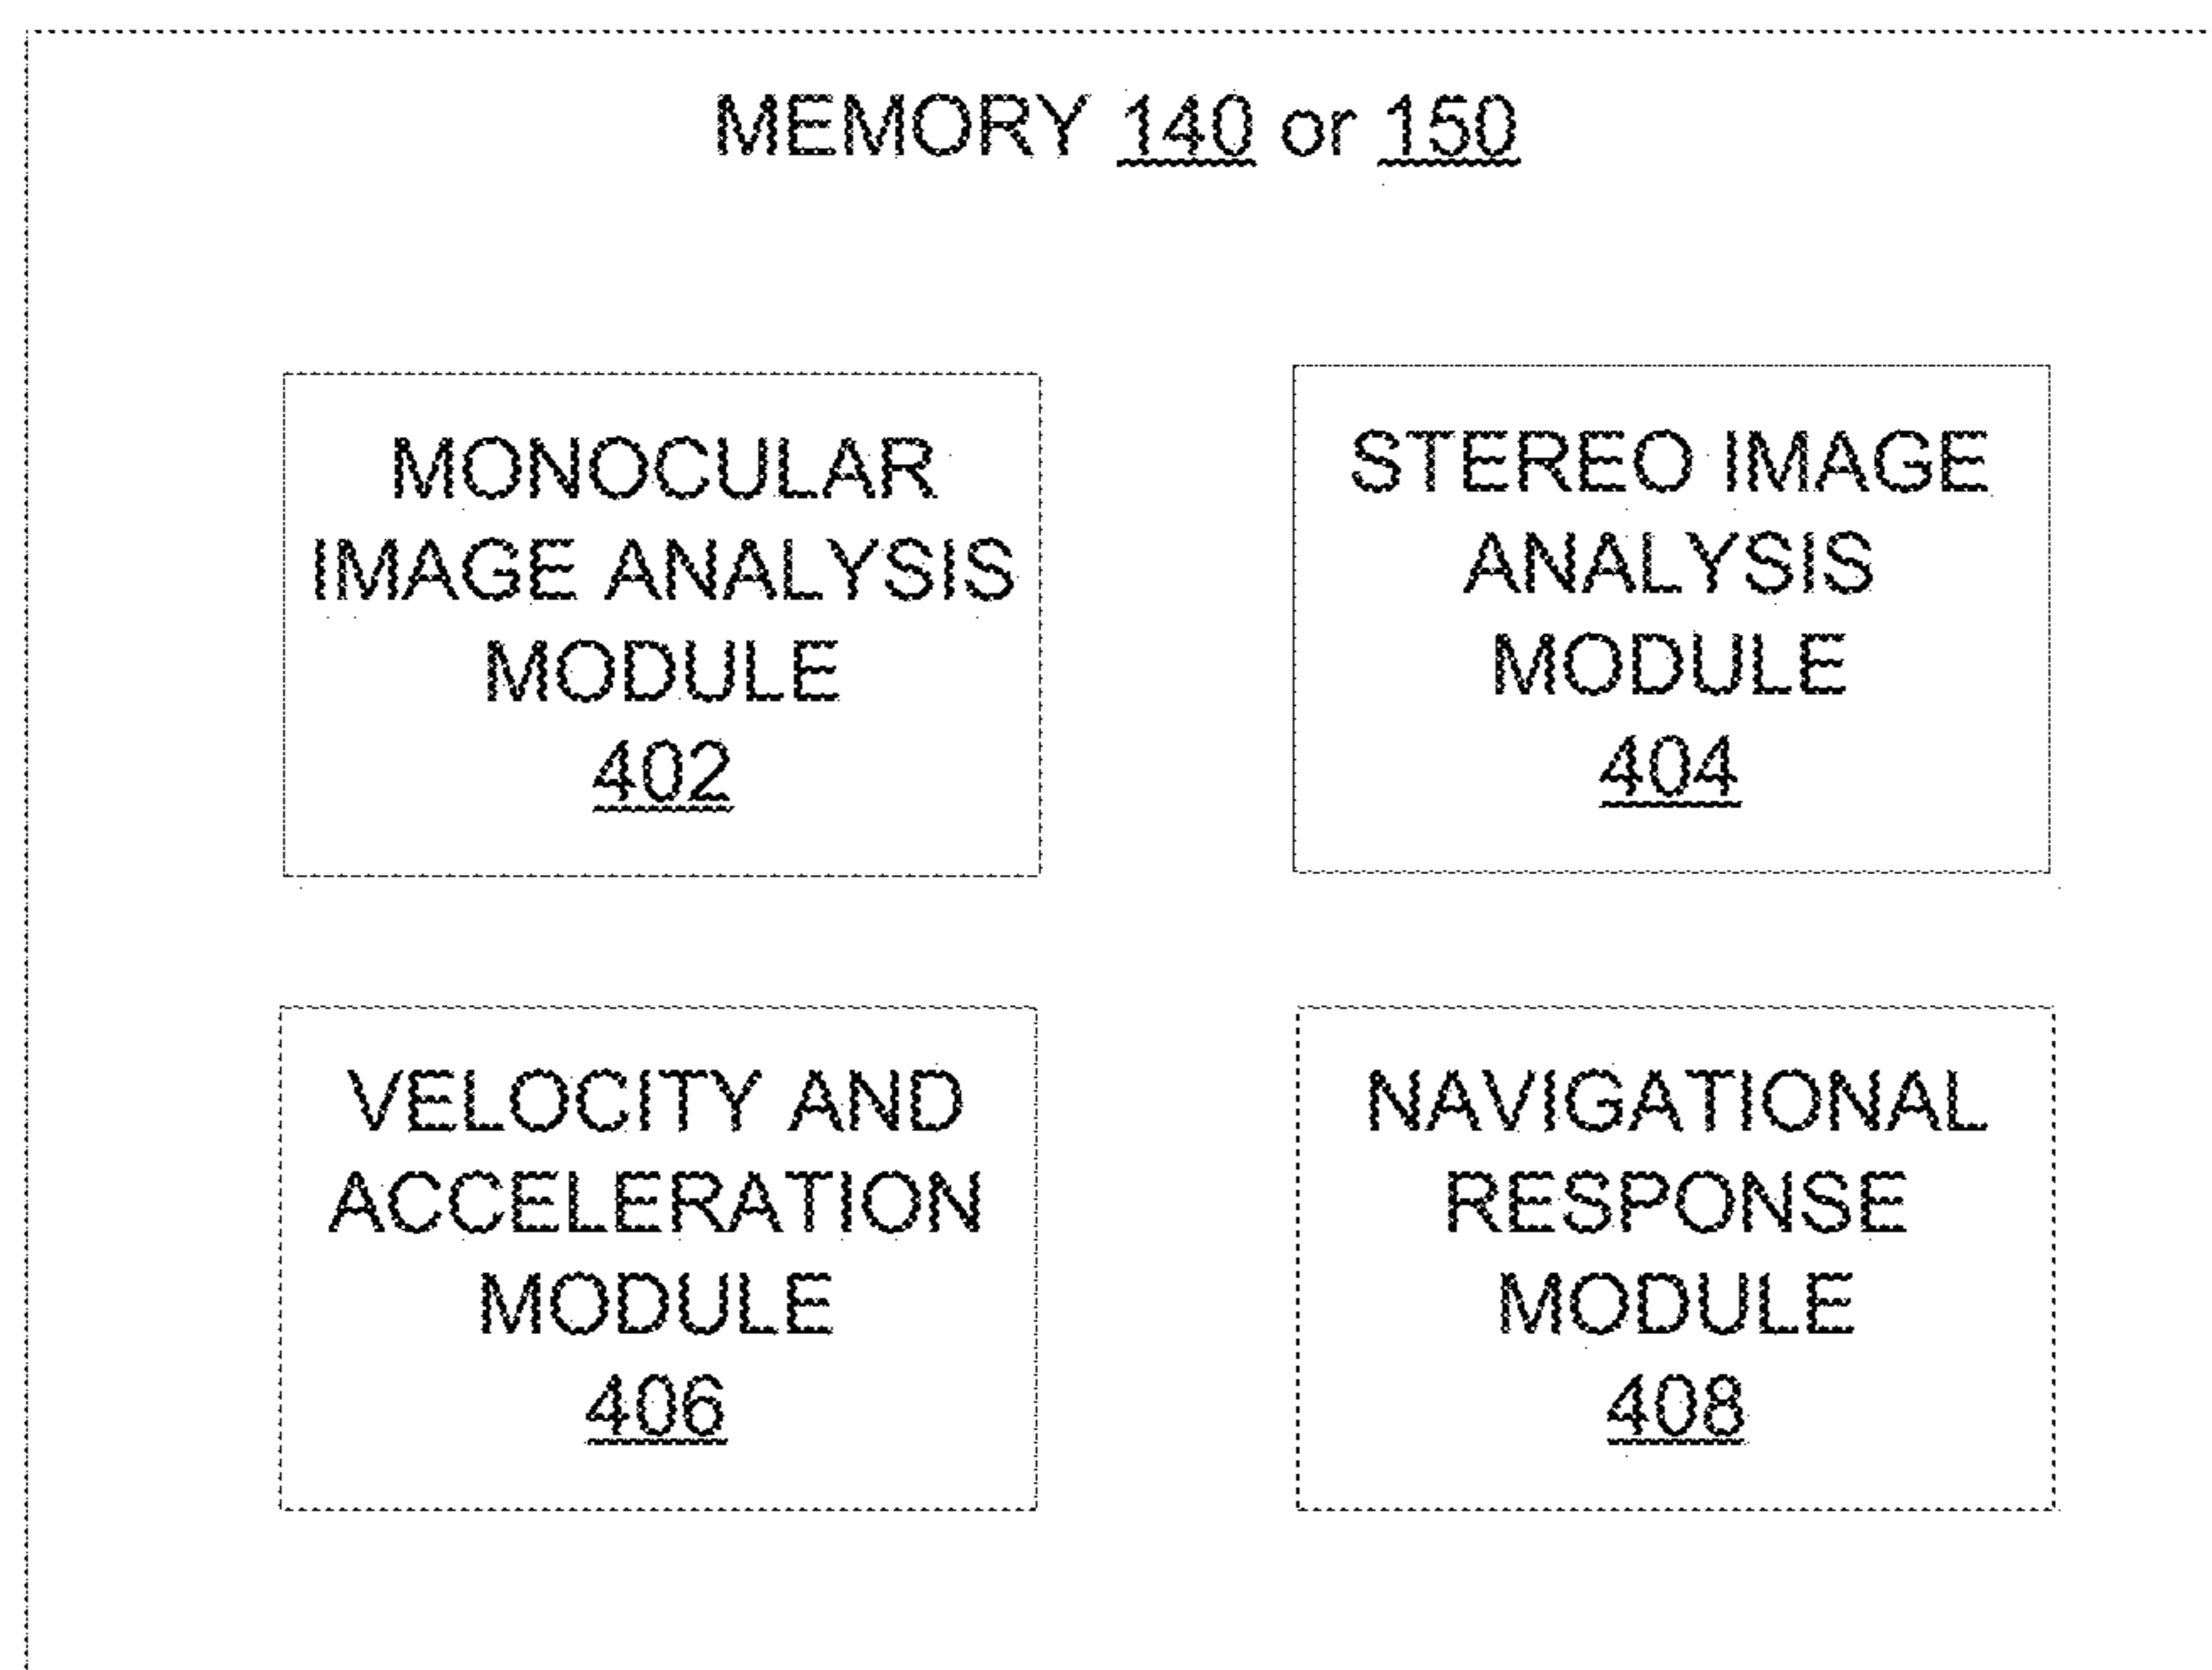 MEMORY 140 or 150
MONOCULAR
IMAGE ANALYSIS
MODULE
402
STEREO IMAGE
ANALYSIS
MODULE
404
VELOCITY AND
ACCELERATION
MODULE
406
NAVIGATIONAL
RESPONSE
MODULE
408